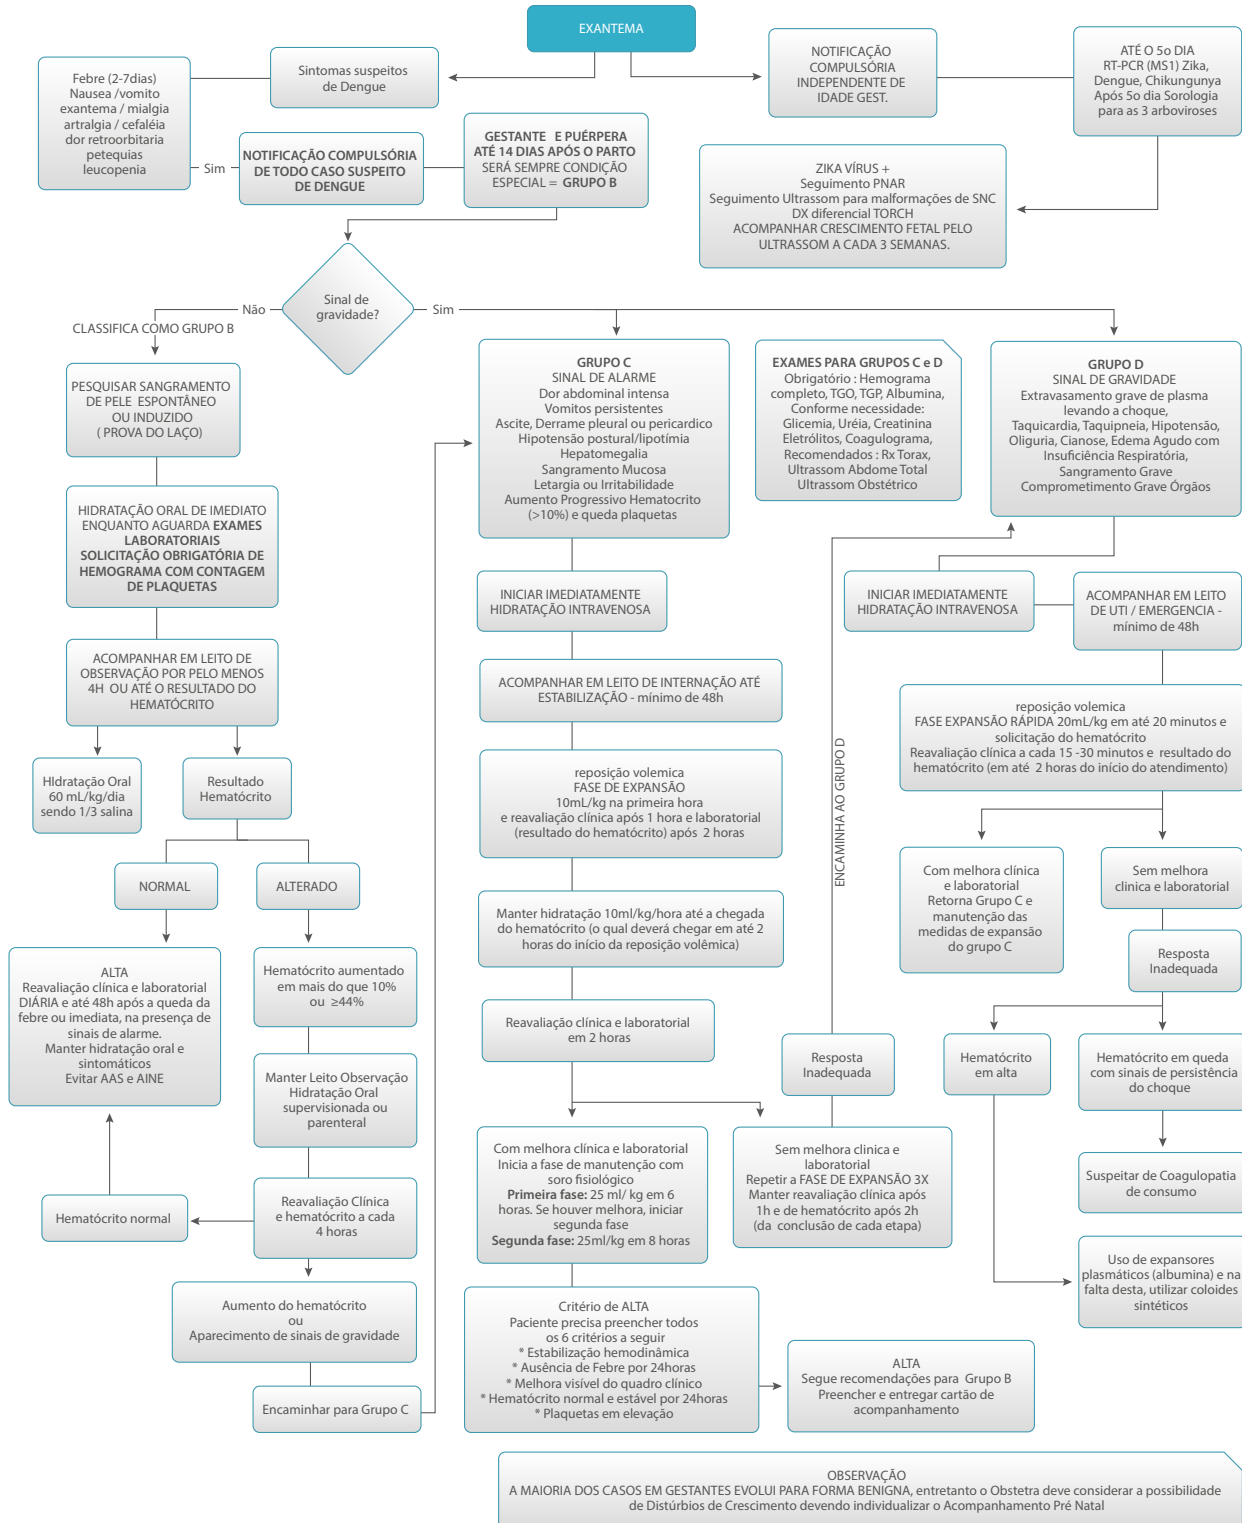 EXANTEMA
Febre (2-7dias)
Nausea /vomito
exantema / mialgia
artralgia / cefaléia
dor retroorbitaria
petequias
leucopenia
Sintomas suspeitos
de Dengue
NOTIFICAÇÃO
COMPULSÓRIA
INDEPENDENTE DE
IDADE GEST.
ATÉ O 5o DIA
RT-PCR (MS1) Zika,
Dengue, Chikungunya
Após 5o dia Sorologia
para as 3 arboviroses
Sim
NOTIFICAÇÃO COMPULSÓRIA
DE TODO CASO SUSPEITO
DE DENGUE
GESTANTE E PUÉRPERA
ATÉ 14 DIAS APÓS O PARTO
SERÁ SEMPRE CONDIÇÃO
ESPECIAL = GRUPO B
ZIKA VÍRUS +
Seguimento PNAR
Seguimento Ultrassom para malformações de SNC
DX diferencial TORCH
ACOMPANHAR CRESCIMENTO FETAL PELO
ULTRASSOM A CADA 3 SEMANAS.
Sinal de
gravidade?
Não
Sim
CLASSIFICA COMO GRUPO B
PESQUISAR SANGRAMENTO
DE PELE ESPONTÂNEO
OU INDUZIDO
( PROVA DO LAÇO)
HIDRATAÇÃO ORAL DE IMEDIATO
ENQUANTO AGUARDA EXAMES
LABORATORIAIS
SOLICITAÇÃO OBRIGATÓRIA DE
HEMOGRAMA COM CONTAGEM
DE PLAQUETAS
ACOMPANHAR EM LEITO DE
OBSERVAÇÃO POR PELO MENOS
4H OU ATÉ O RESULTADO DO
HEMATÓCRITO
HIdratação Oral
60 mL/kg/dia
sendo 1/3 salina
Resultado
Hematócrito
NORMAL
ALTERADO
ALTA
Reavaliação clínica e laboratorial
DIÁRIA e até 48h após a queda da
febre ou imediata, na presença de
sinais de alarme.
Manter hidratação oral e
sintomáticos
Evitar AAS e AINE
Hematócrito aumentado
em mais do que 10%
ou ≥44%
Manter Leito Observação
Hidratação Oral
supervisionada ou
parenteral
Reavaliação Clínica
e hematócrito a cada
4 horas
Hematócrito normal
Aumento do hematócrito
ou
Aparecimento de sinais de gravidade
Encaminhar para Grupo C
GRUPO C
SINAL DE ALARME
Dor abdominal intensa
Vomitos persistentes
Ascite, Derrame pleural ou pericardico
Hipotensão postural/lipotímia
Hepatomegalia
Sangramento Mucosa
Letargia ou Irritabilidade
Aumento Progressivo Hematocrito
(>10%) e queda plaquetas
INICIAR IMEDIATAMENTE
HIDRATAÇÃO INTRAVENOSA
ACOMPANHAR EM LEITO DE INTERNAÇÃO ATÉ
ESTABILIZAÇÃO - mínimo de 48h
reposição volemica
FASE DE EXPANSÃO
10mL/kg na primeira hora
e reavaliação clínica após 1 hora e laboratorial
(resultado do hematócrito) após 2 horas
Manter hidratação 10ml/kg/hora até a chegada
do hematócrito (o qual deverá chegar em até 2
horas do início da reposição volêmica)
Reavaliação clínica e laboratorial
em 2 horas
Com melhora clínica e laboratorial
Inicia a fase de manutenção com
soro fisiológico
Primeira fase: 25 ml/ kg em 6
horas. Se houver melhora, iniciar
segunda fase
Segunda fase: 25ml/kg em 8 horas
Sem melhora clinica e
laboratorial
Repetir a FASE DE EXPANSÃO 3X
Manter reavaliação clínica após
1h e de hematócrito após 2h
(da conclusão de cada etapa)
Resposta
Inadequada
ENCAMINHA AO GRUPO D
Critério de ALTA
Paciente precisa preencher todos
os 6 critérios a seguir
* Estabilização hemodinâmica
* Ausência de Febre por 24horas
* Melhora visível do quadro clínico
* Hematócrito normal e estável por 24horas
* Plaquetas em elevação
ALTA
Segue recomendações para Grupo B
Preencher e entregar cartão de
acompanhamento
EXAMES PARA GRUPOS C e D
Obrigatório : Hemograma
completo, TGO, TGP, Albumina,
Conforme necessidade:
Glicemia, Uréia, Creatinina
Eletrólitos, Coagulograma,
Recomendados : Rx Torax,
Ultrassom Abdome Total
Ultrassom Obstétrico
GRUPO D
SINAL DE GRAVIDADE
Extravasamento grave de plasma
levando a choque,
Taquicardia, Taquipneia, Hipotensão,
Oliguria, Cianose, Edema Agudo com
Insuficiência Respiratória,
Sangramento Grave
Comprometimento Grave Órgãos
INICIAR IMEDIATAMENTE
HIDRATAÇÃO INTRAVENOSA
ACOMPANHAR EM LEITO
DE UTI / EMERGENCIA -
mínimo de 48h
reposição volemica
FASE EXPANSÃO RÁPIDA 20mL/kg em até 20 minutos e
solicitação do hematócrito
Reavaliação clínica a cada 15 -30 minutos e resultado do
hematócrito (em até 2 horas do início do atendimento)
Com melhora clínica
e laboratorial
Retorna Grupo C e
manutenção das
medidas de expansão
do grupo C
Sem melhora
clinica e laboratorial
Resposta
Inadequada
Hematócrito
em alta
Hematócrito em queda
com sinais de persistência
do choque
Suspeitar de Coagulopatia
de consumo
Uso de expansores
plasmáticos (albumina) e na
falta desta, utilizar coloides
sintéticos
OBSERVAÇÃO
A MAIORIA DOS CASOS EM GESTANTES EVOLUI PARA FORMA BENIGNA, entretanto o Obstetra deve considerar a possibilidade
de Distúrbios de Crescimento devendo individualizar o Acompanhamento Pré Natal